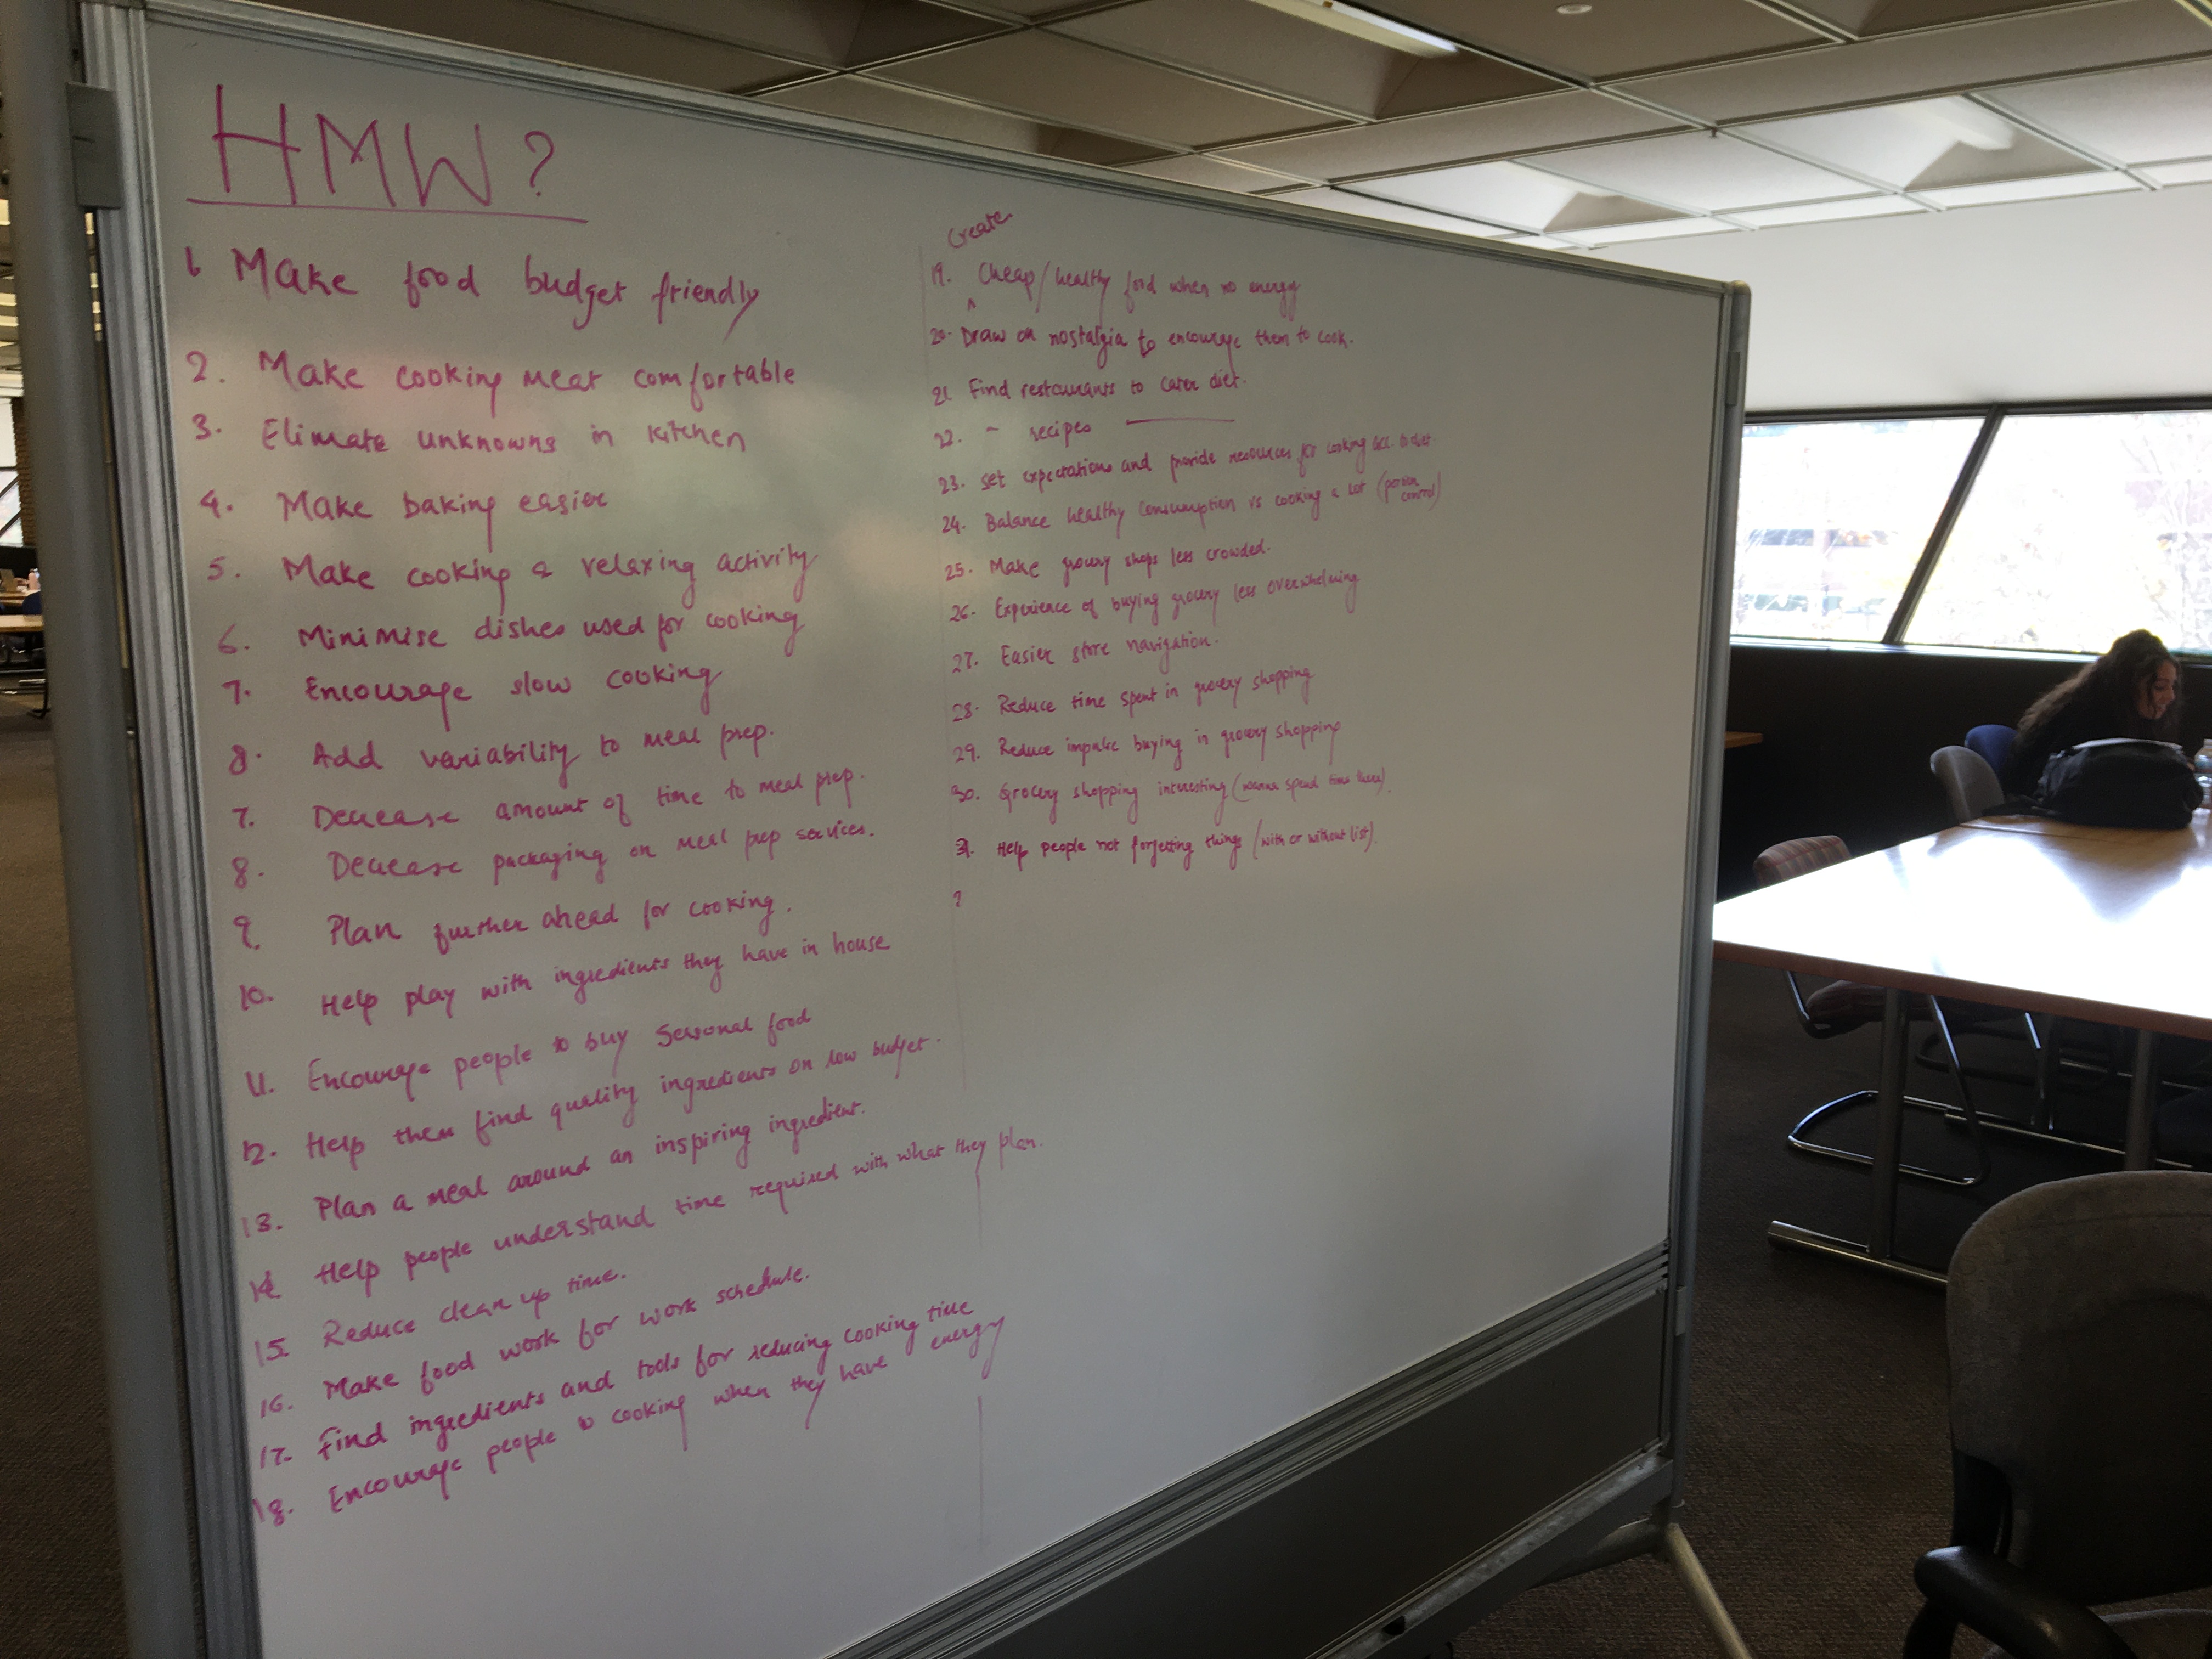 HMW?
1. Make food budget friendly
2. Make cooking meat comfortable
3. Elimate unknowns in kitchen
4. Make baking easier
5. Make cooking a relaxing activity
6. Minimise dishes used for cooking
7. Encourage slow cooking
8. Add variability to meal prep.
7. Decrease amount of time to meal prep.
8. Decrease packaging on meal prep services.
9. Plan further ahead for cooking.
10. Help play with ingredients they have in house
11. Encourage people to buy seasonal food
12. Help them find quality ingredients on low budget.
13. Plan a meal around an inspiring ingredient.
14. Help people understand time required with what they plan.
15. Reduce clean up time.
16. Make food work for work schedule.
17. Find ingredients and tools for reducing cooking time
18. Encourage people to cooking when they have energy
Create
19. ^ Cheap/healthy food when no energy
20. Draw on nostalgia to encourage them to cook.
21. Find restaurants to cater diet.
22. ~ recipes ———
23. Set expectations and provide resources for cooking acc. to diet.
24. Balance healthy consumption vs cooking a lot (portion control)
25. Make grocery shops less crowded.
26. Experience of buying grocery less overwhelming
27. Easier store navigation.
28. Reduce time spent in grocery shopping
29. Reduce impulse buying in grocery shopping
30. Grocery shopping interesting (wanna spend time there).
31. Help people not forgetting things (with or without list).
?